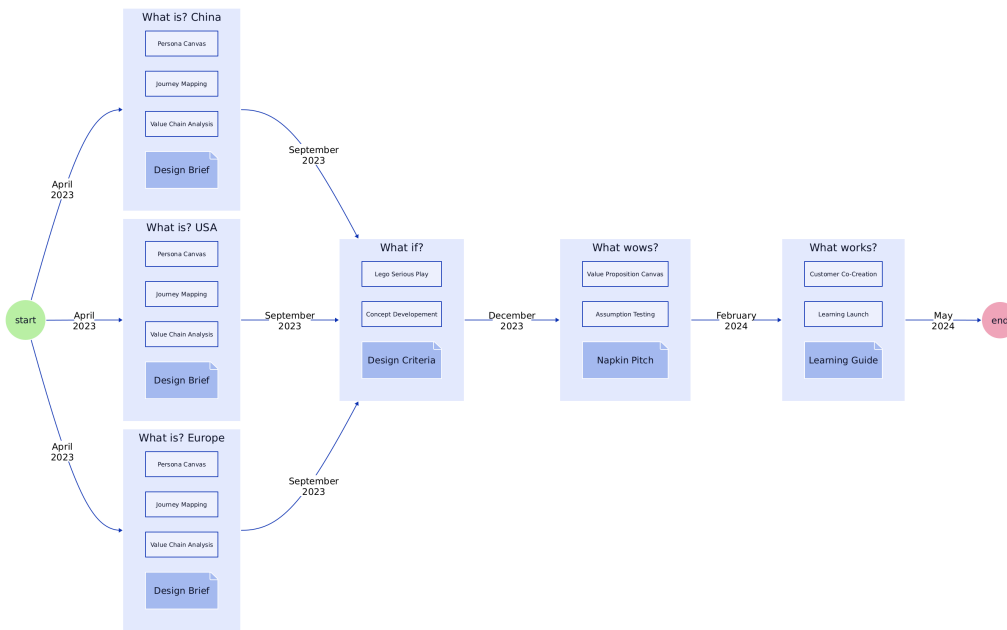 What is? China
Persona Canvas
Journey Mapping
Value Chain Analysis
Design Brief
April
2023
September
2023
What is? USA
Persona Canvas
Journey Mapping
Value Chain Analysis
Design Brief
start
April
2023
September
2023
What if?
Lego Serious Play
Concept Developement
Design Criteria
December
2023
What wows?
Value Proposition Canvas
Assumption Testing
Napkin Pitch
February
2024
What works?
Customer Co-Creation
Learning Launch
Learning Guide
May
2024
end
What is? Europe
Persona Canvas
Journey Mapping
Value Chain Analysis
Design Brief
April
2023
September
2023